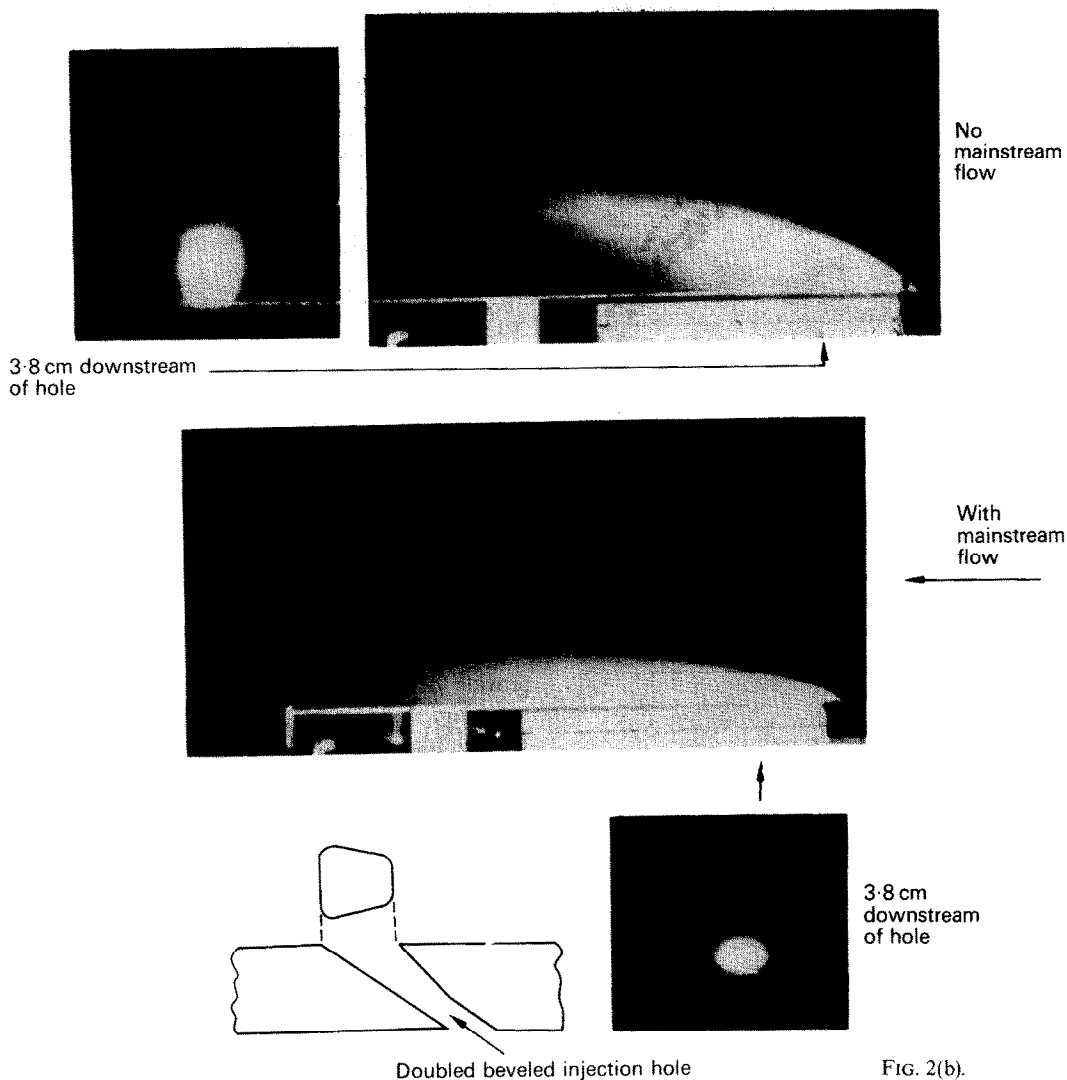 No
mainstream
flow
3·8 cm downstream
of hole
With
mainstream
flow
3·8 cm
downstream
of hole
Doubled beveled injection hole
FIG. 2(b).